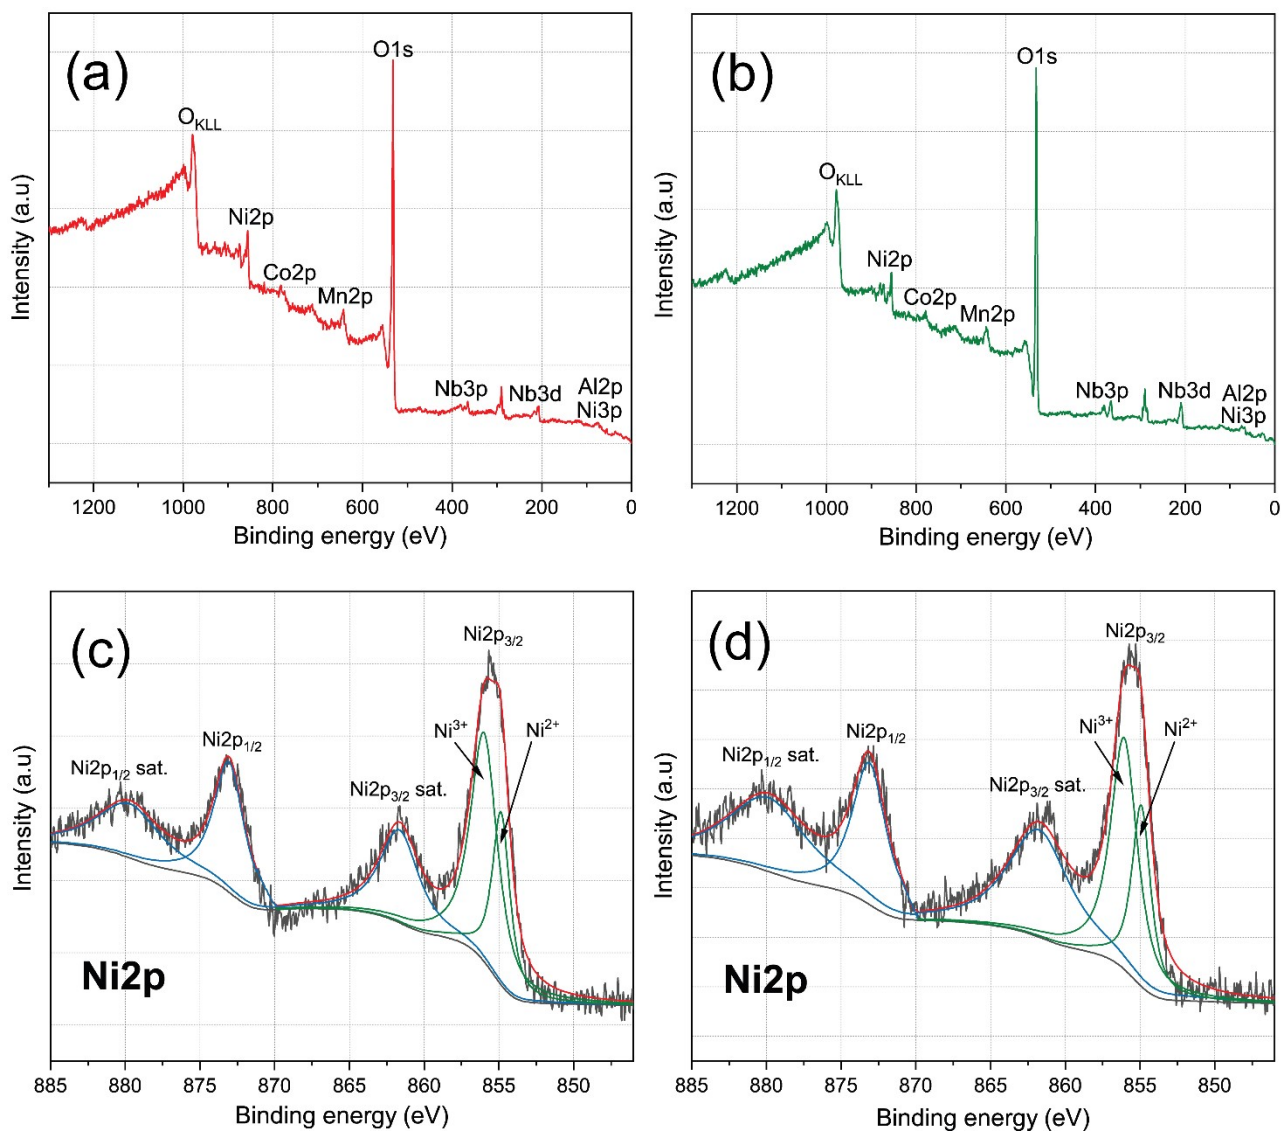 (a)
O1s
O_KLL
Ni2p
Co2p
Mn2p
Nb3p
Nb3d
Al2p
Ni3p
Intensity (a.u)
1200 1000 800 600 400 200 0
Binding energy (eV)
(b)
O1s
O_KLL
Ni2p
Co2p
Mn2p
Nb3p
Nb3d
Al2p
Ni3p
Intensity (a.u)
1200 1000 800 600 400 200 0
Binding energy (eV)
(c)
Ni2p3/2
Ni3+
Ni2+
Ni2p1/2
Ni2p1/2 sat.
Ni2p3/2 sat.
Ni2p
Intensity (a.u)
885 880 875 870 865 860 855 850
Binding energy (eV)
(d)
Ni2p3/2
Ni3+
Ni2+
Ni2p1/2
Ni2p1/2 sat.
Ni2p3/2 sat.
Ni2p
Intensity (a.u)
885 880 875 870 865 860 855 850
Binding energy (eV)